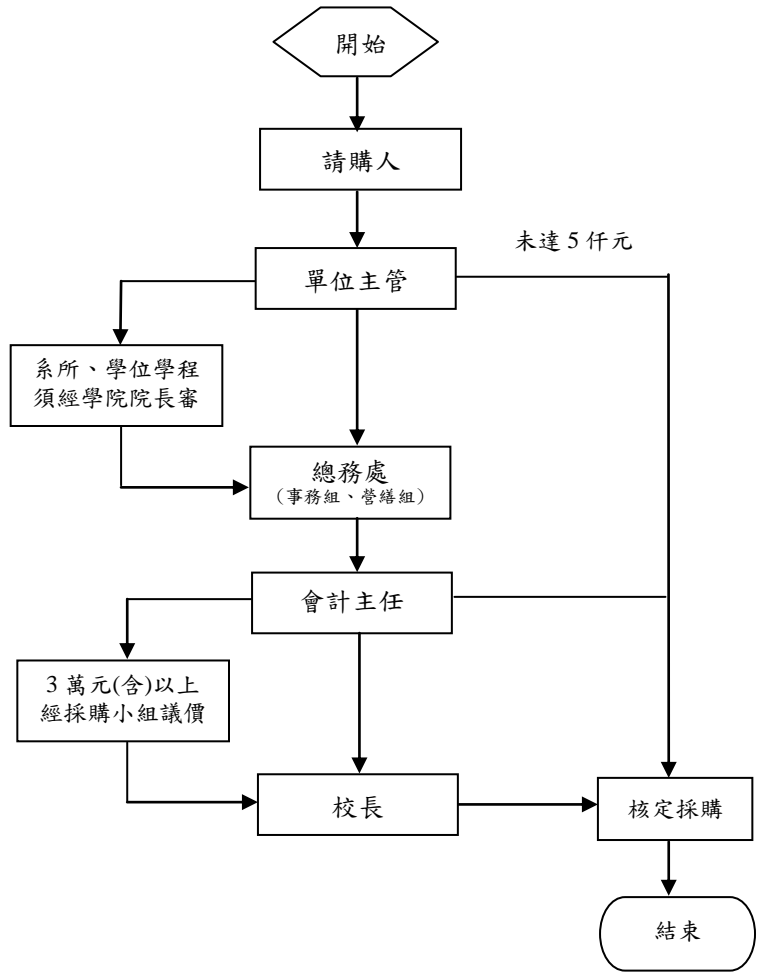 開始
請購人
未達 5 仟元
單位主管
系所、學位學程
須經學院院長審
總務處
(事務組、營繕組)
會計主任
3 萬元(含)以上
經採購小組議價
校長
核定採購
結束